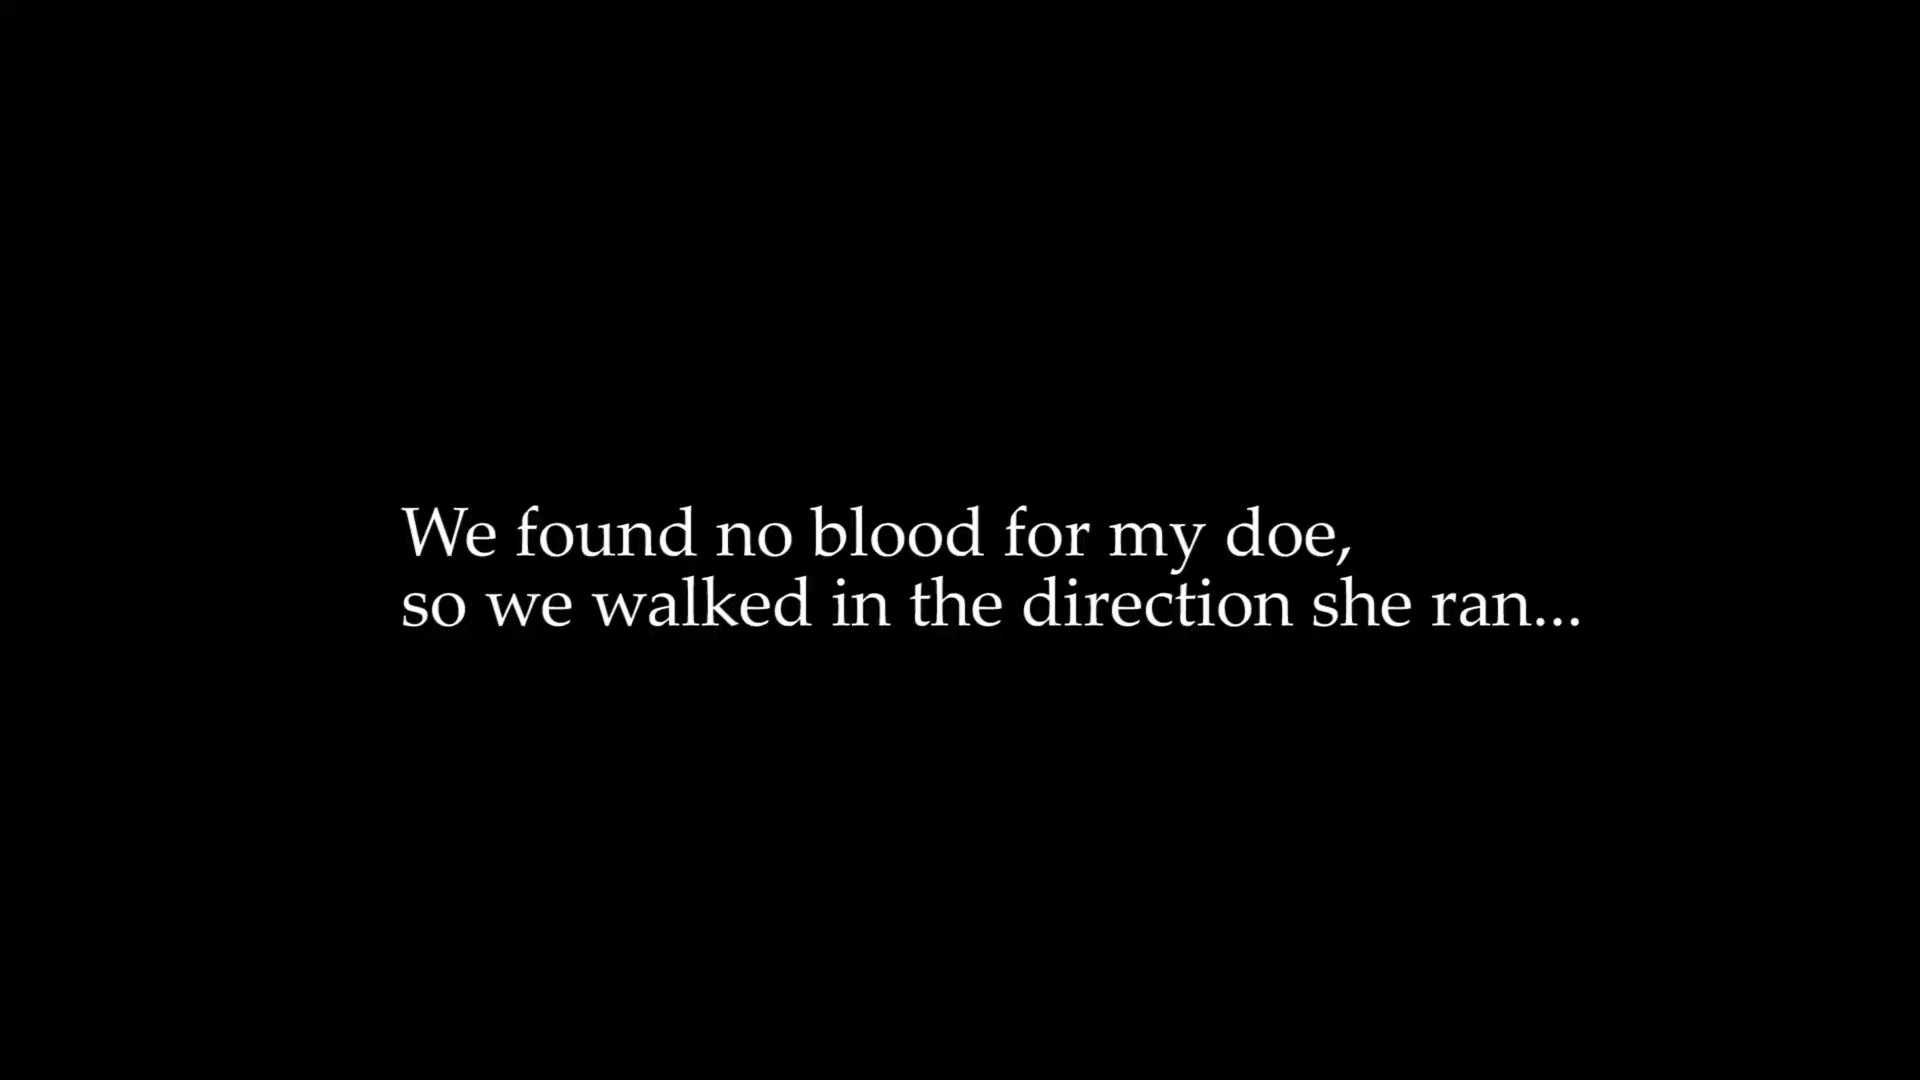 We found no blood for my doe,
so we walked in the direction she ran...